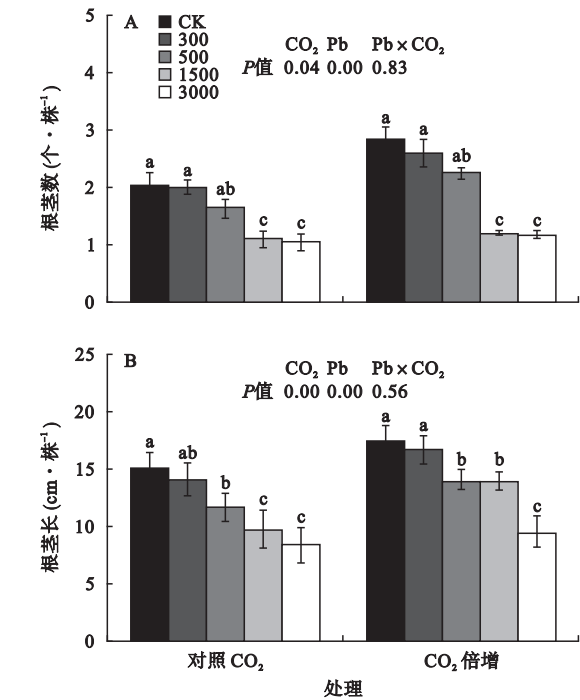 A
CK
300
500
1500
3000
CO₂ Pb Pb×CO₂
P值 0.04 0.00 0.83
根茎数(个·株⁻¹)
5
4
3
2
1
0
a
a
ab
c
c
a
a
ab
c
c
B
CO₂ Pb Pb×CO₂
P值 0.00 0.00 0.56
根茎长(cm·株⁻¹)
25
20
15
10
5
0
a
ab
b
c
c
a
a
b
b
c
对照 CO₂
CO₂ 倍增
处理